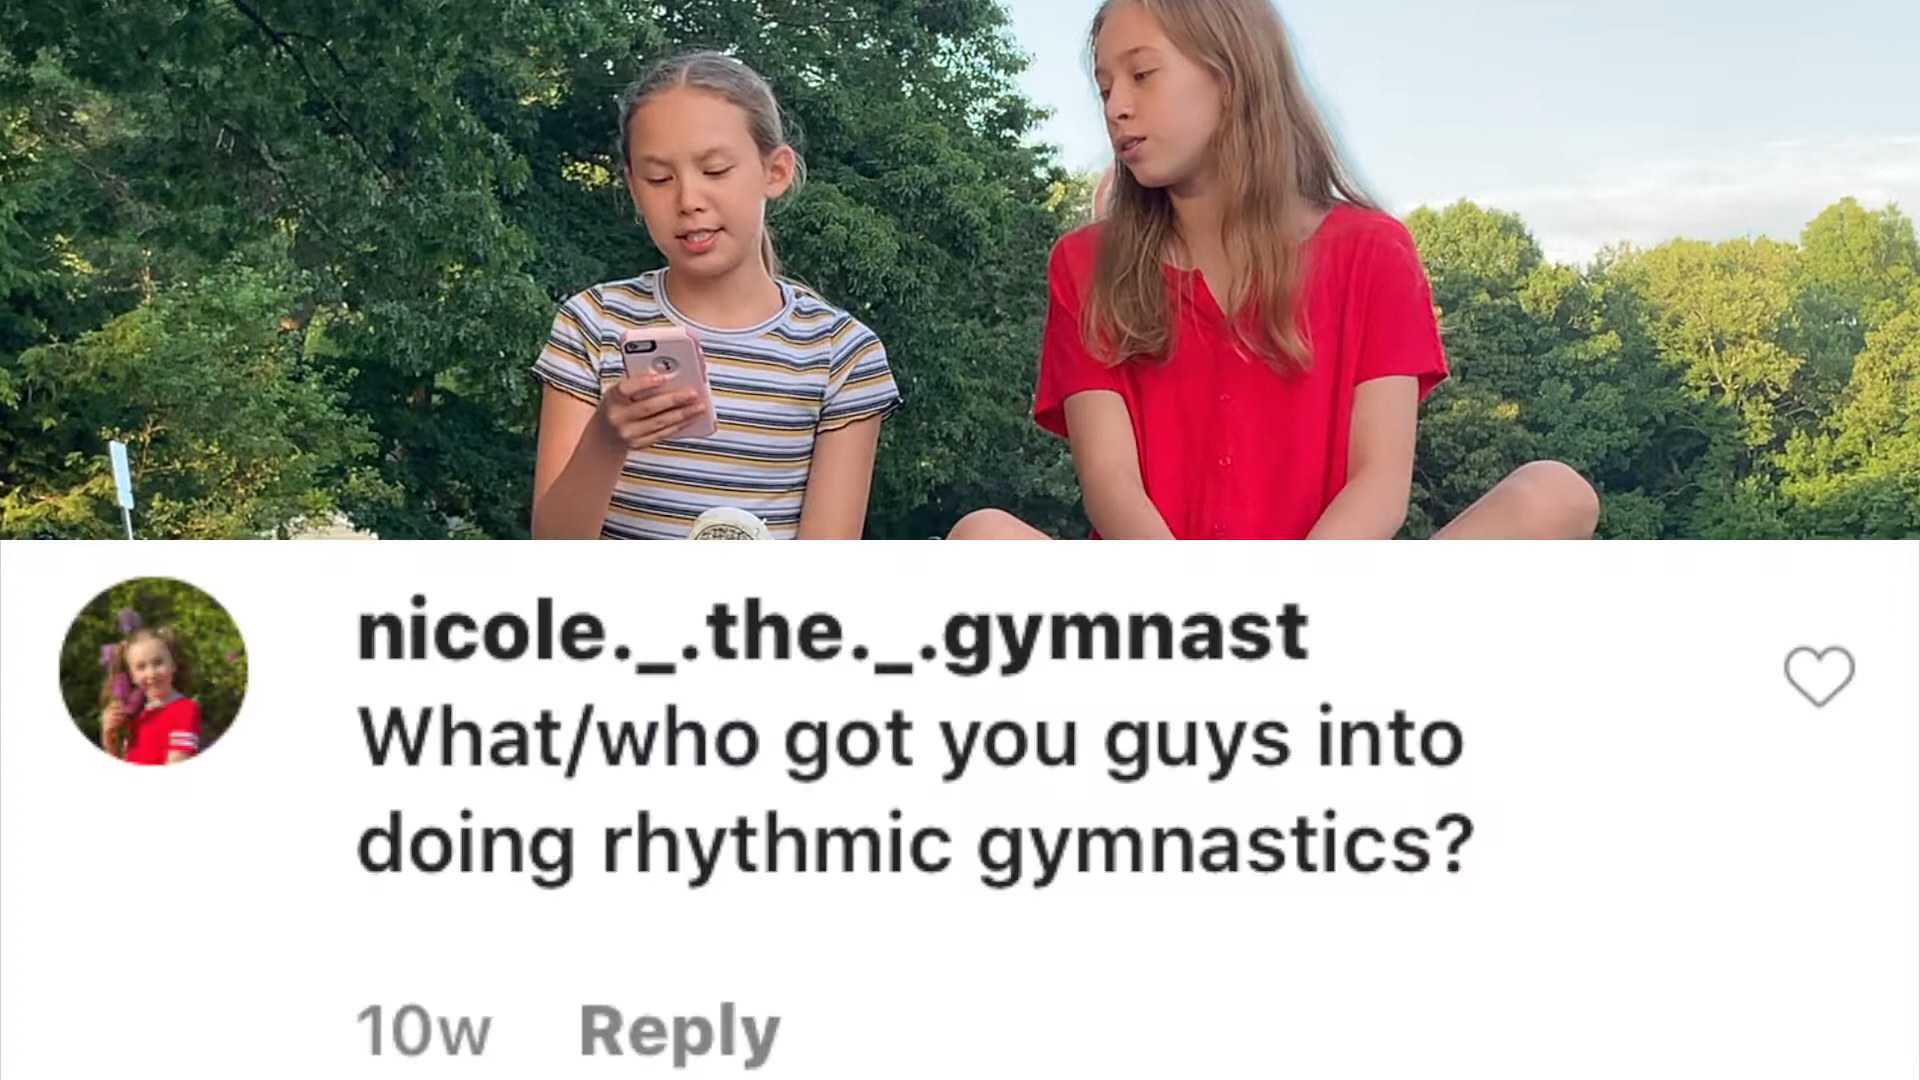 nicole._.the._.gymnast
What/who got you guys into
doing rhythmic gymnastics?
10w Reply